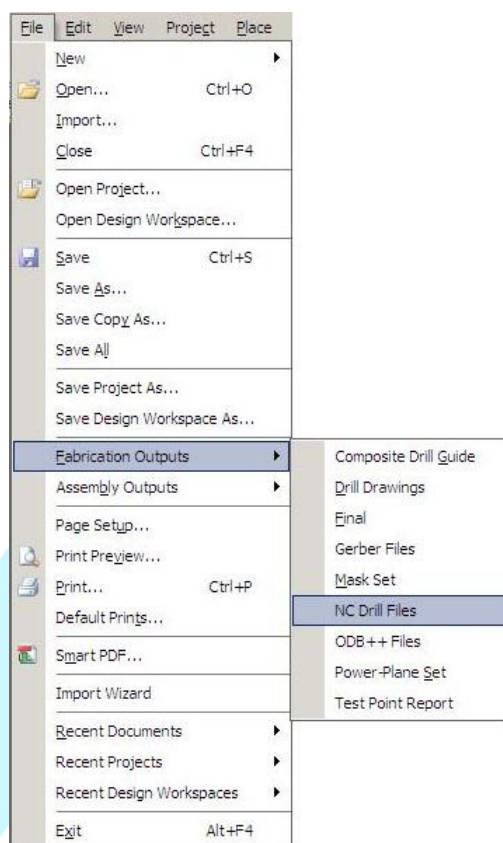 File Edit View Project Place
New
Open... Ctrl+O
Import...
Close Ctrl+F4
Open Project...
Open Design Workspace...
Save Ctrl+S
Save As...
Save Copy As...
Save All
Save Project As...
Save Design Workspace As...
Fabrication Outputs
Assembly Outputs
Page Setup...
Print Preview...
Print... Ctrl+P
Default Prints...
Smart PDF...
Import Wizard
Recent Documents
Recent Projects
Recent Design Workspaces
Exit Alt+F4
Composite Drill Guide
Drill Drawings
Final
Gerber Files
Mask Set
NC Drill Files
ODB++ Files
Power-Plane Set
Test Point Report